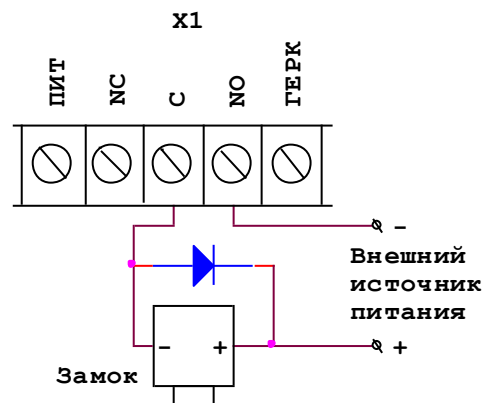 X1
ПИТ
NC
C
NO
ГЕРК
-
Внешний
источник
питания
- +
+
Замок